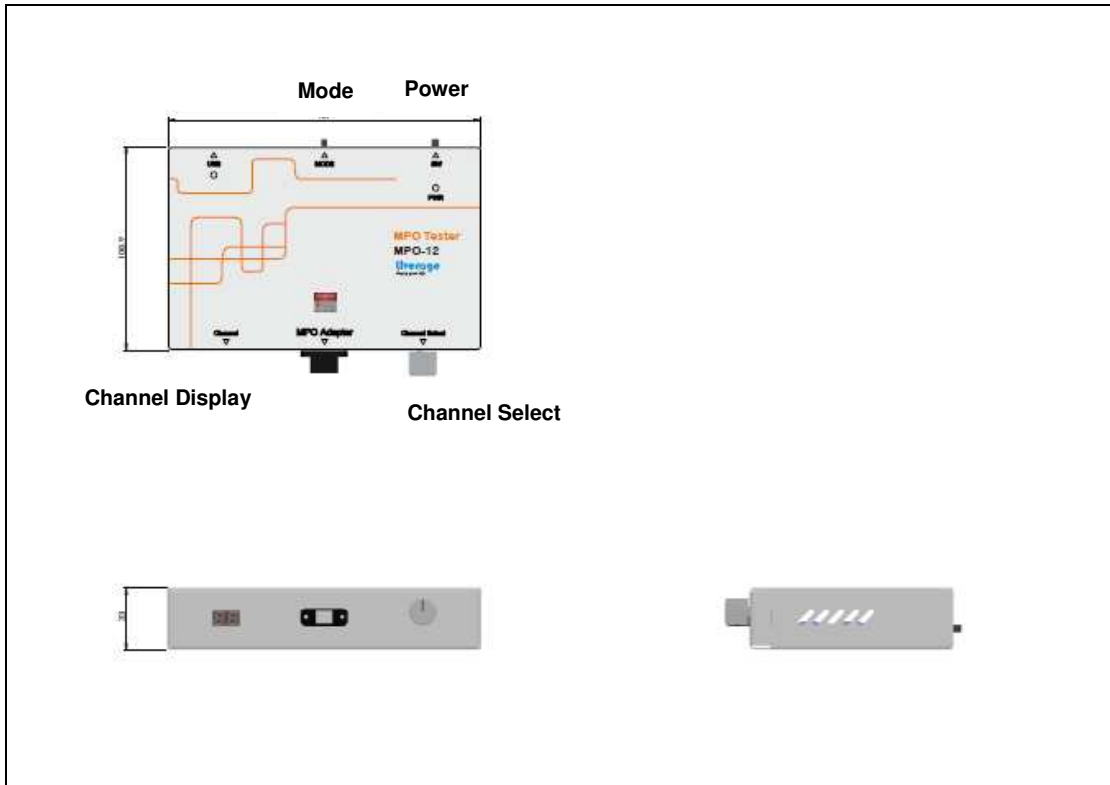 Mode Power
USB
MODE
SW
PWR
MPO Tester
MPO-12
Channel
MPO Adapter
Channel Select
Channel Display
Channel Select